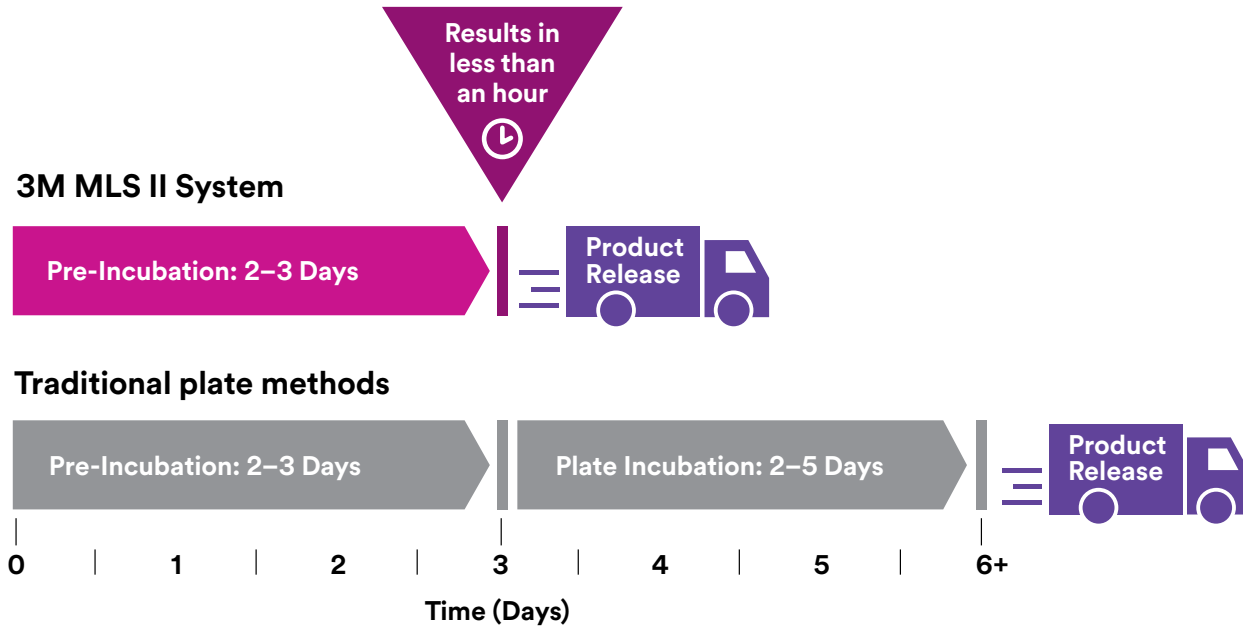 Results in
less than
an hour
3M MLS II System
Pre-Incubation: 2–3 Days
Product
Release
Traditional plate methods
Pre-Incubation: 2–3 Days
Plate Incubation: 2–5 Days
Product
Release
0 1 2 3 4 5 6+
Time (Days)